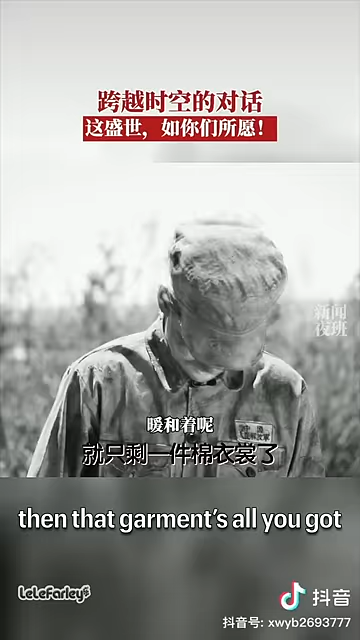 跨越时空的对话
这盛世，如你们所愿！
新闻
夜班
暖和着呢
就只剩一件棉衣裳了
then that garment's all you got
LeLeFarley
抖音
抖音号: xwyb2693777